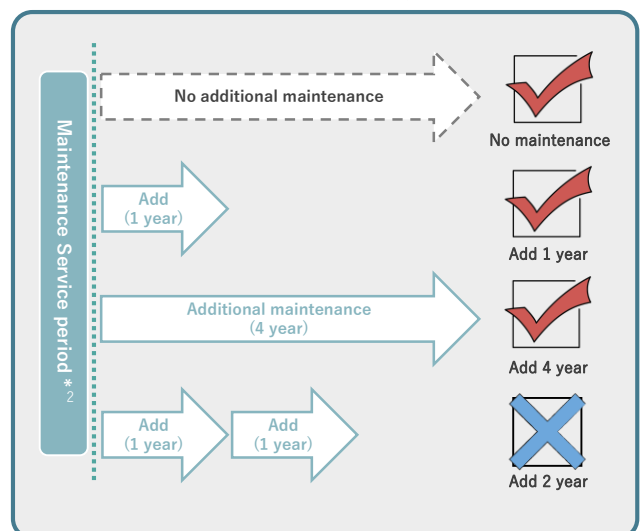 Maintenance Service period *2
No additional maintenance
No maintenance
Add
(1 year)
Add 1 year
Additional maintenance
(4 year)
Add 4 year
Add
(1 year)
Add
(1 year)
Add 2 year